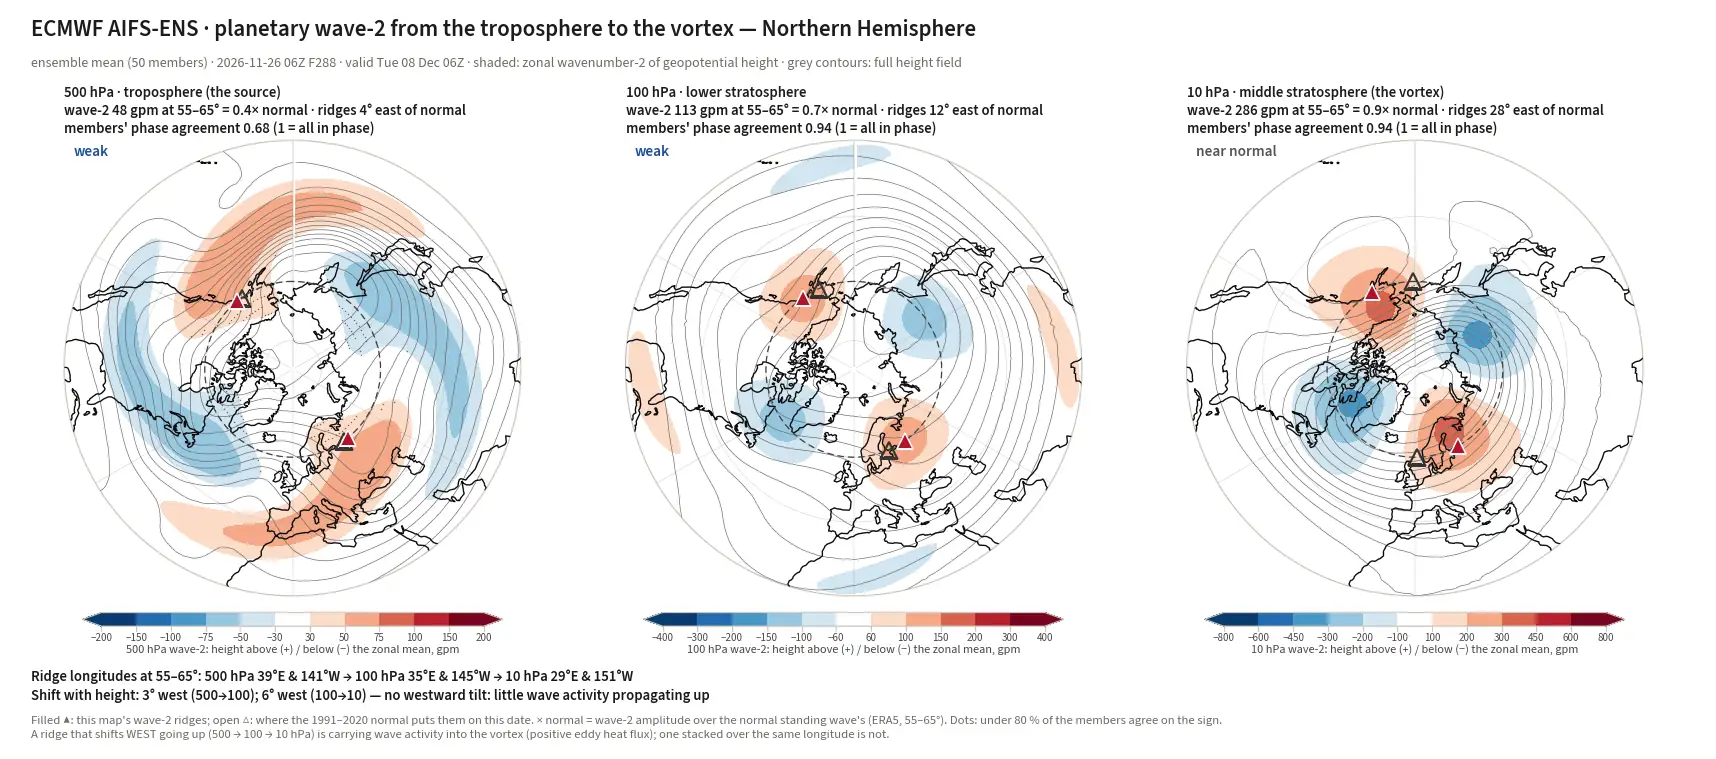 ECMWF AIFS-ENS · planetary wave-2 from the troposphere to the vortex — Northern Hemisphere
ensemble mean (50 members) · 2026-11-26 06Z F288 · valid Tue 08 Dec 06Z · shaded: zonal wavenumber-2 of geopotential height · grey contours: full height field
500 hPa · troposphere (the source)
wave-2 48 gpm at 55–65° = 0.4× normal · ridges 4° east of normal
members' phase agreement 0.68 (1 = all in phase)
weak
100 hPa · lower stratosphere
wave-2 113 gpm at 55–65° = 0.7× normal · ridges 12° east of normal
members' phase agreement 0.94 (1 = all in phase)
weak
10 hPa · middle stratosphere (the vortex)
wave-2 286 gpm at 55–65° = 0.9× normal · ridges 28° east of normal
members' phase agreement 0.94 (1 = all in phase)
near normal
−200 −150 −100 −75 −50 −30 30 50 75 100 150 200
500 hPa wave-2: height above (+) / below (−) the zonal mean, gpm
−400 −300 −200 −150 −100 −60 60 100 150 200 300 400
100 hPa wave-2: height above (+) / below (−) the zonal mean, gpm
−800 −600 −450 −300 −200 −100 100 200 300 450 600 800
10 hPa wave-2: height above (+) / below (−) the zonal mean, gpm
Ridge longitudes at 55–65°: 500 hPa 39°E & 141°W → 100 hPa 35°E & 145°W → 10 hPa 29°E & 151°W
Shift with height: 3° west (500→100); 6° west (100→10) — no westward tilt: little wave activity propagating up
Filled ▲: this map's wave-2 ridges; open △: where the 1991–2020 normal puts them on this date. × normal = wave-2 amplitude over the normal standing wave's (ERA5, 55–65°). Dots: under 80 % of the members agree on the sign.
A ridge that shifts WEST going up (500 → 100 → 10 hPa) is carrying wave activity into the vortex (positive eddy heat flux); one stacked over the same longitude is not.